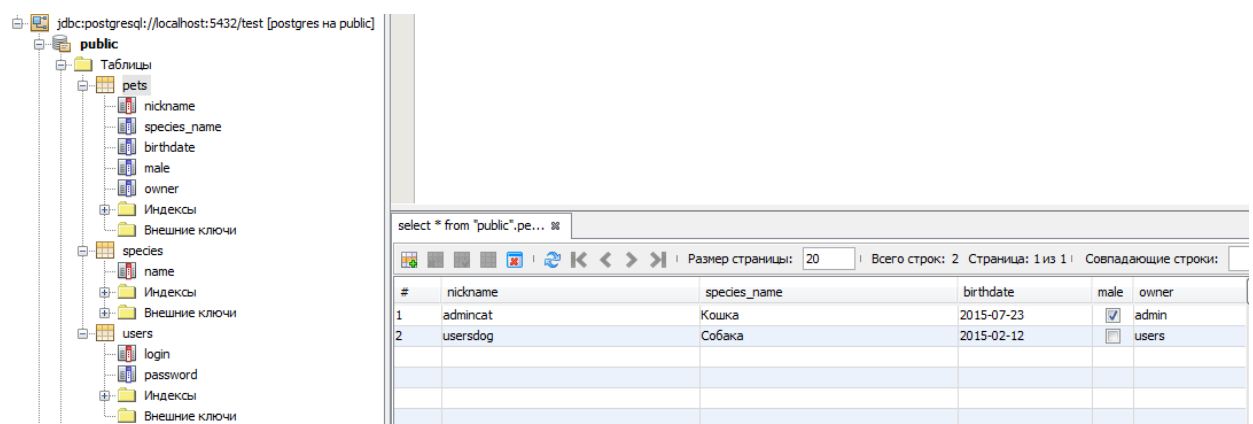 jdbc:postgresql://localhost:5432/test [postgres на public]
public
Таблицы
pets
nickname
species_name
birthdate
male
owner
Индексы
Внешние ключи
species
name
Индексы
Внешние ключи
users
login
password
Индексы
Внешние ключи
select * from "public".pe...
Размер страницы: 20 Всего строк: 2 Страница: 1 из 1 Совпадающие строки:
# nickname species_name birthdate male owner
1 admincat Кошка 2015-07-23 admin
2 usersdog Собака 2015-02-12 users